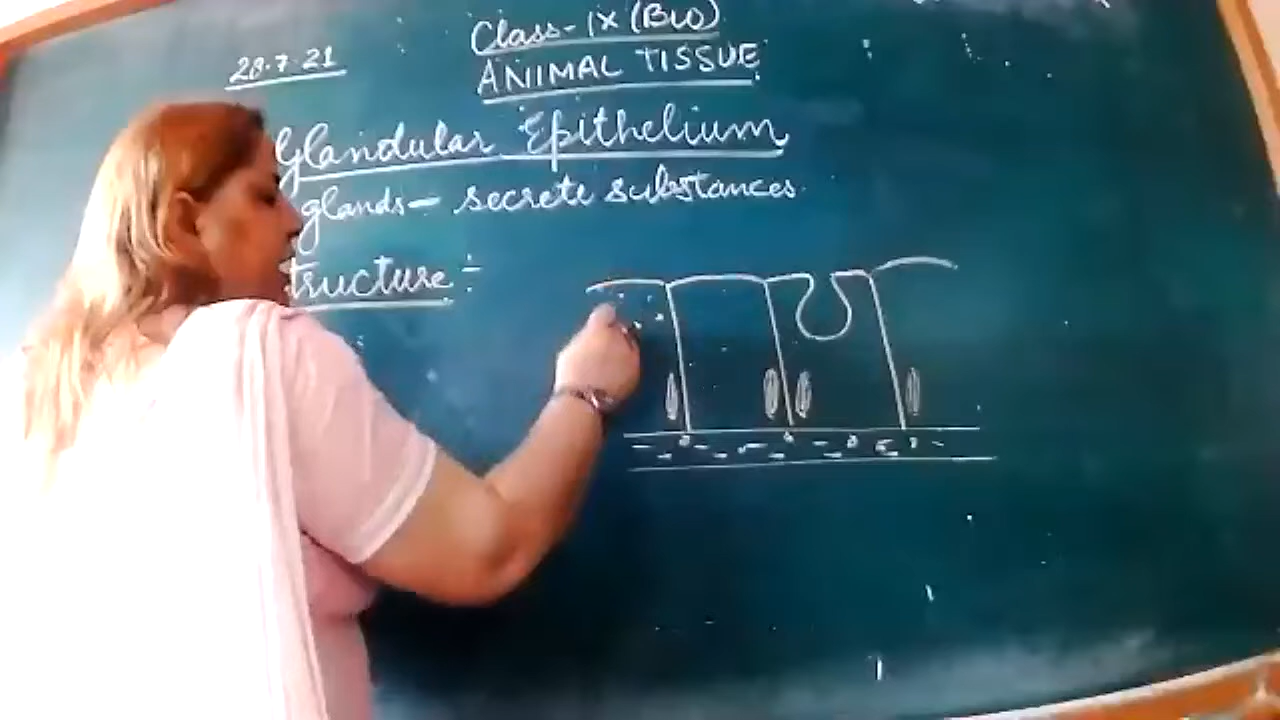 Class-IX (Bio)
28.7.21
ANIMAL TISSUE
Glandular Epithelium
glands- secrete substances
tructure:-